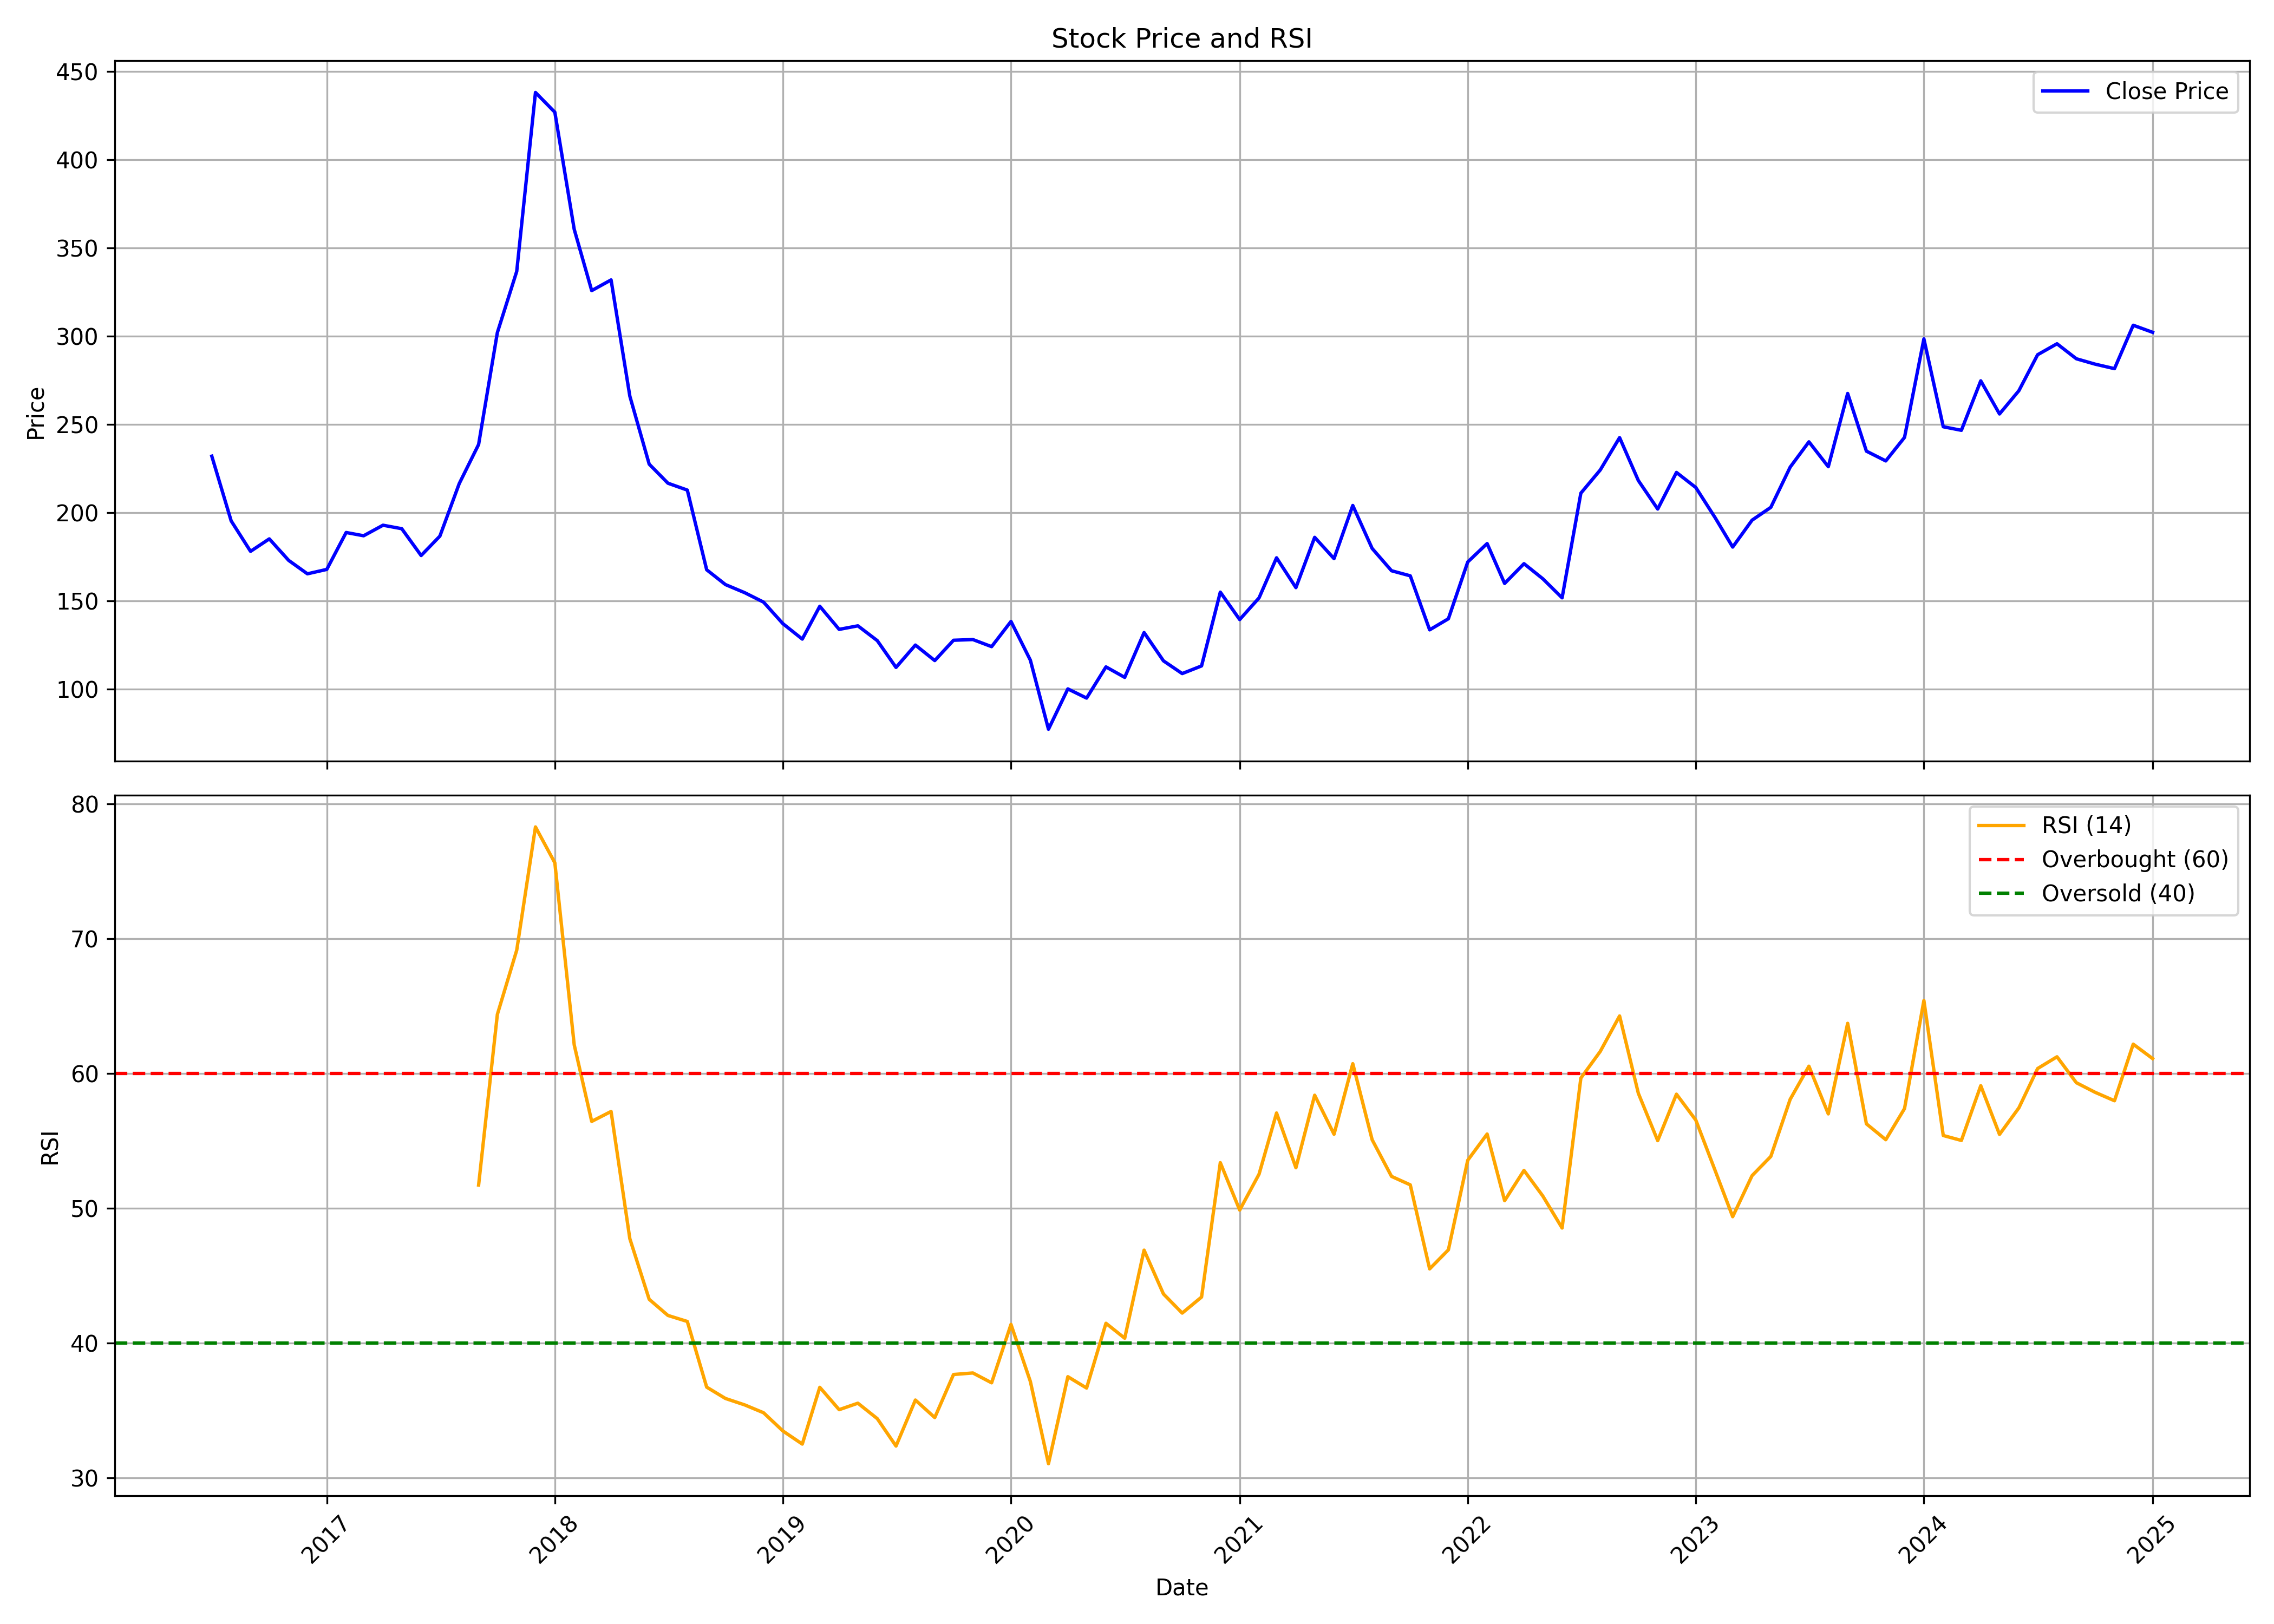 Stock Price and RSI
450
400
350
300
250
200
150
100
Price
Close Price
80
70
60
50
40
30
RSI
RSI (14)
Overbought (60)
Oversold (40)
2017
2018
2019
2020
2021
2022
2023
2024
2025
Date